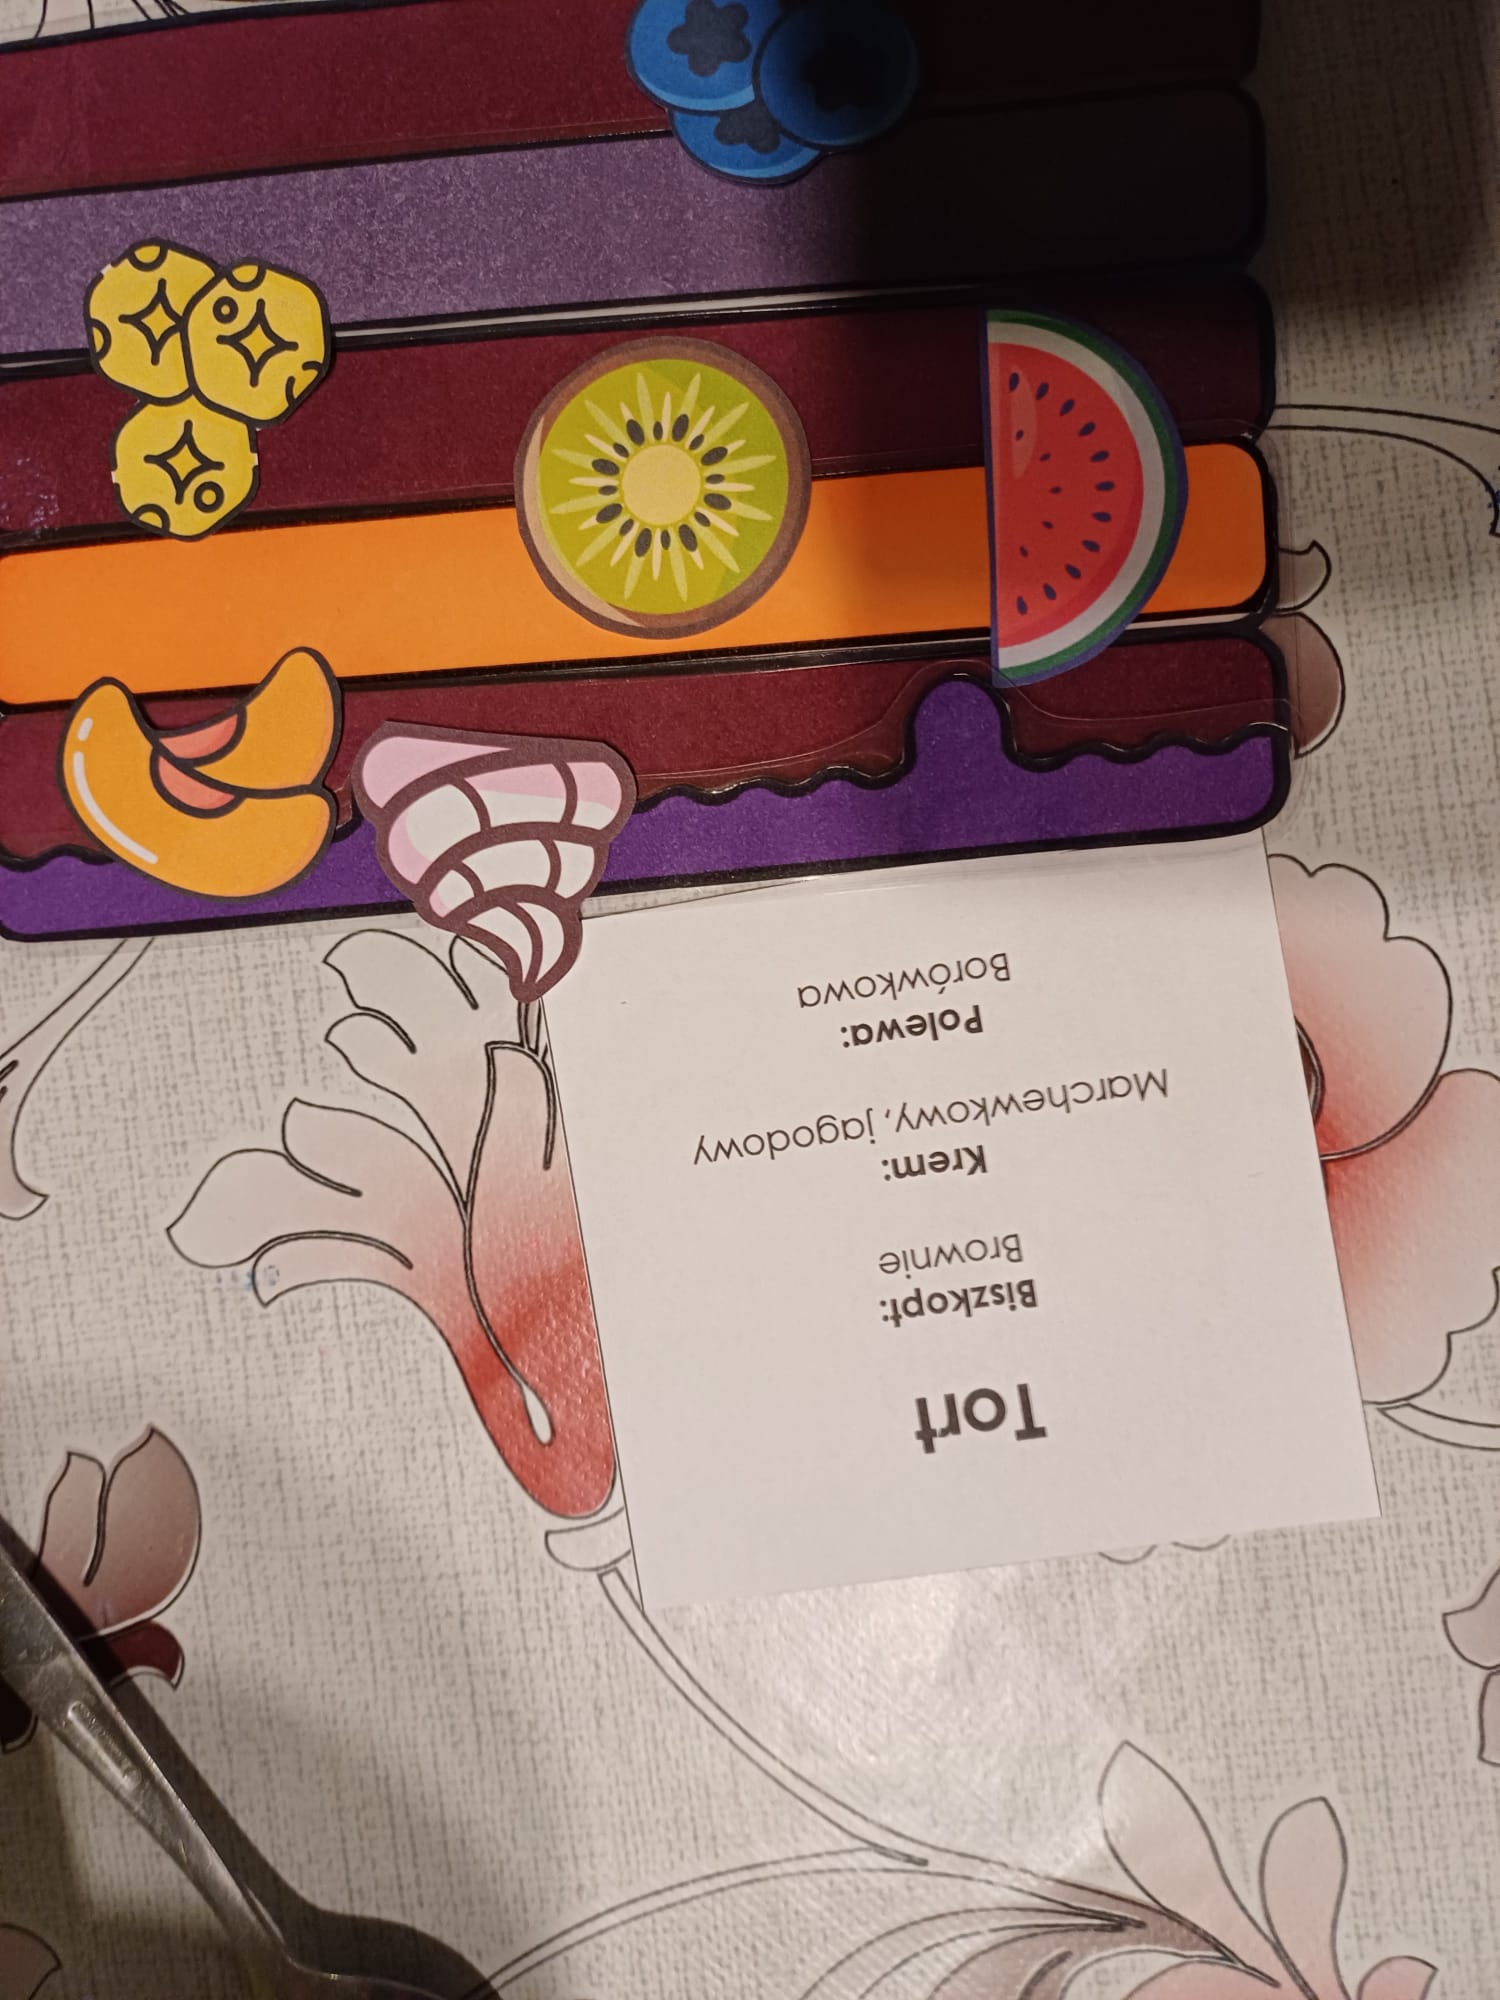 Tort
Biszkopt:
Brownie
Krem:
Marchewkowy, jagodowy
Polewa:
Borówkowa